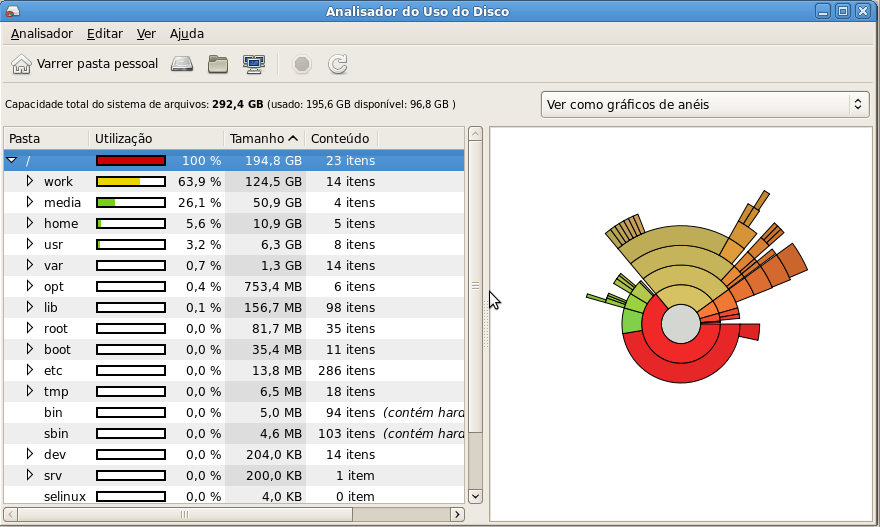 Analisador do Uso do Disco
Analisador Editar Ver Ajuda
Varrer pasta pessoal
Capacidade total do sistema de arquivos: 292,4 GB (usado: 195,6 GB disponível: 96,8 GB )
Ver como gráficos de anéis
Pasta Utilização Tamanho Conteúdo
/ 100 % 194,8 GB 23 itens
work 63,9 % 124,5 GB 14 itens
media 26,1 % 50,9 GB 4 itens
home 5,6 % 10,9 GB 5 itens
usr 3,2 % 6,3 GB 8 itens
var 0,7 % 1,3 GB 14 itens
opt 0,4 % 753,4 MB 6 itens
lib 0,1 % 156,7 MB 98 itens
root 0,0 % 81,7 MB 35 itens
boot 0,0 % 35,4 MB 11 itens
etc 0,0 % 13,8 MB 286 itens
tmp 0,0 % 6,5 MB 18 itens
bin 0,0 % 5,0 MB 94 itens (contém hard
sbin 0,0 % 4,6 MB 103 itens (contém hard
dev 0,0 % 204,0 KB 14 itens
srv 0,0 % 200,0 KB 1 item
selinux 0,0 % 4,0 KB 0 item